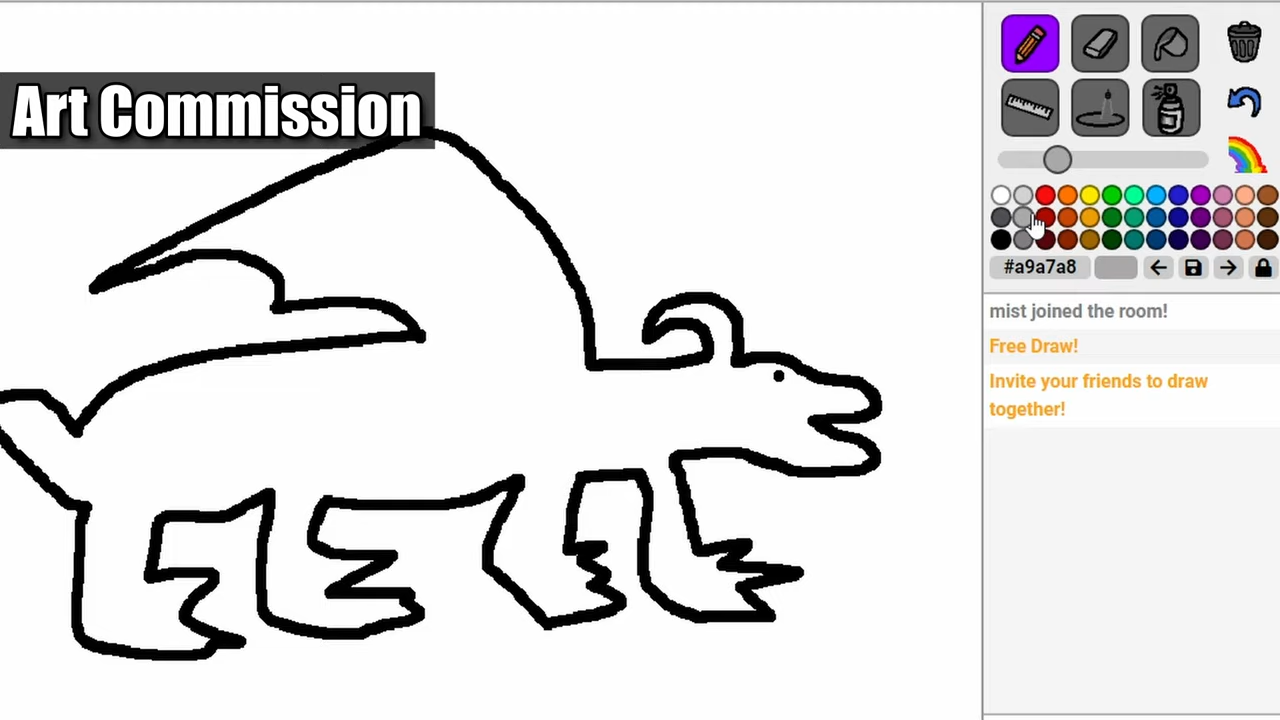 Art Commission
#a9a7a8
mist joined the room!
Free Draw!
Invite your friends to draw
together!